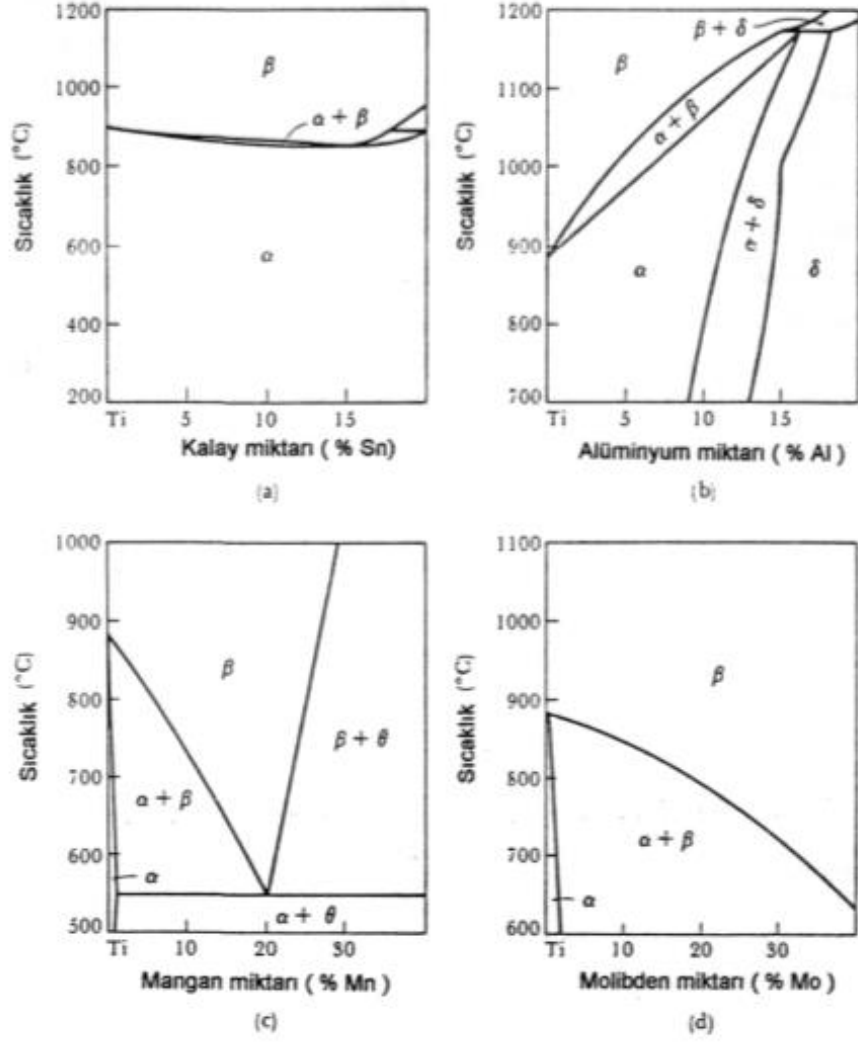 1200
1000
800
600
400
200
Sıcaklık (°C)
β
α + β
α
Ti 5 10 15
Kalay miktarı ( % Sn)
(a)
1200
1100
1000
900
800
700
Sıcaklık (°C)
β + δ
β
α + β
α + δ
α
δ
Ti 5 10 15
Alüminyum miktarı ( % Al )
(b)
1000
900
800
700
600
500
Sıcaklık (°C)
β
β + θ
α + β
α
α + θ
Ti 10 20 30
Mangan miktarı ( % Mn )
(c)
1100
1000
900
800
700
600
Sıcaklık (°C)
β
α + β
α
Ti 10 20 30
Molibden miktarı ( % Mo )
(d)